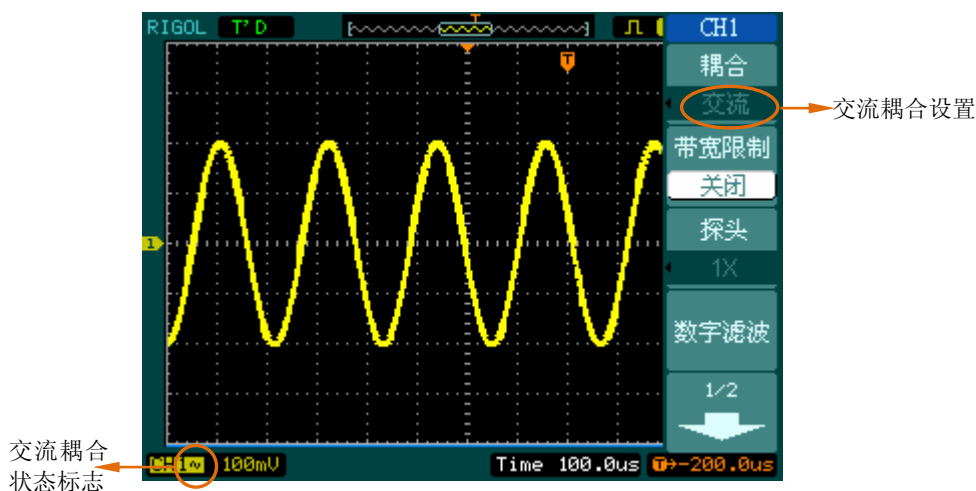 RIGOL T'D T CH1
耦合
T
交流
交流耦合设置
带宽限制
关闭
1
探头
1X
数字滤波
1/2
交流耦合
状态标志
CH1~ 100mV Time 100.0us T→-200.0us